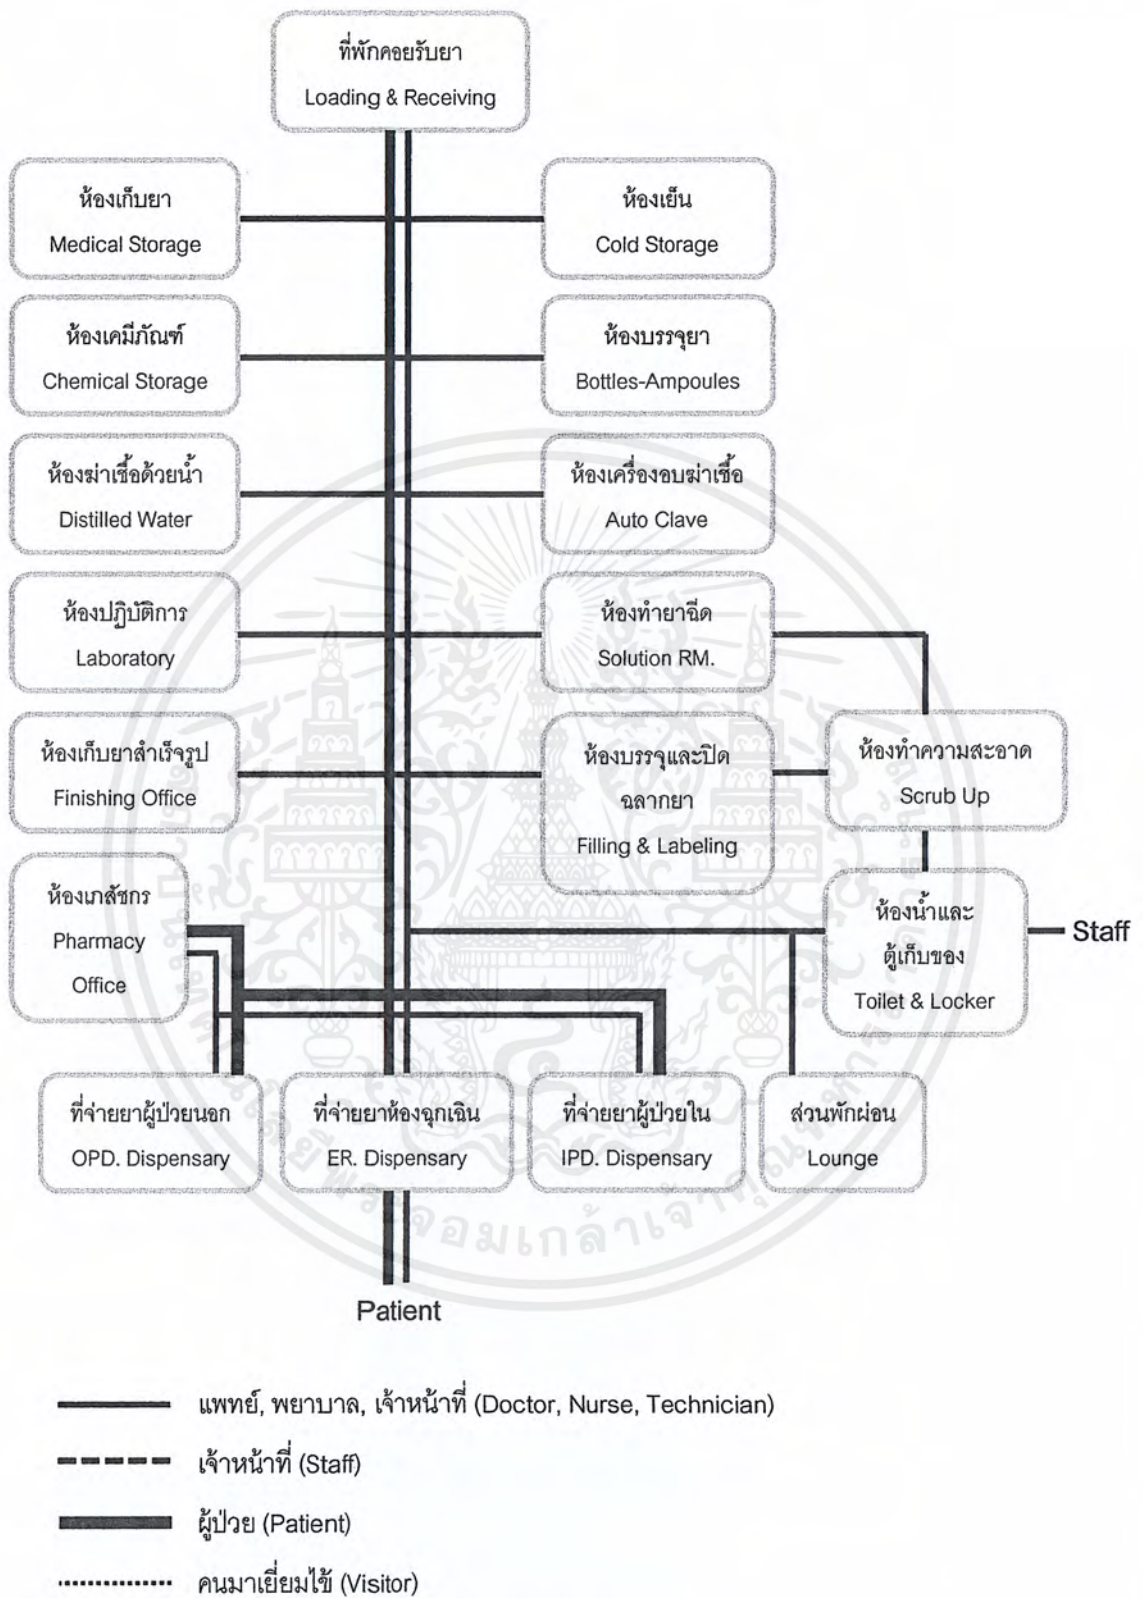 ที่พักคอยรับยา
Loading & Receiving
ห้องเก็บยา
Medical Storage
ห้องเย็น
Cold Storage
ห้องเคมีภัณฑ์
Chemical Storage
ห้องบรรจุยา
Bottles-Ampoules
ห้องฆ่าเชื้อด้วยน้ำ
Distilled Water
ห้องเครื่องอบฆ่าเชื้อ
Auto Clave
ห้องปฏิบัติการ
Laboratory
ห้องทำยาฉีด
Solution RM.
ห้องเก็บยาสำเร็จรูป
Finishing Office
ห้องบรรจุและปิด
ฉลากยา
Filling & Labeling
ห้องทำความสะอาด
Scrub Up
ห้องเภสัชกร
Pharmacy
Office
ห้องน้ำและ
ตู้เก็บของ
Toilet & Locker
Staff
ที่จ่ายยาผู้ป่วยนอก
OPD. Dispensary
ที่จ่ายยาห้องฉุกเฉิน
ER. Dispensary
ที่จ่ายยาผู้ป่วยใน
IPD. Dispensary
ส่วนพักผ่อน
Lounge
Patient
แพทย์, พยาบาล, เจ้าหน้าที่ (Doctor, Nurse, Technician)
เจ้าหน้าที่ (Staff)
ผู้ป่วย (Patient)
คนมาเยี่ยมไข้ (Visitor)